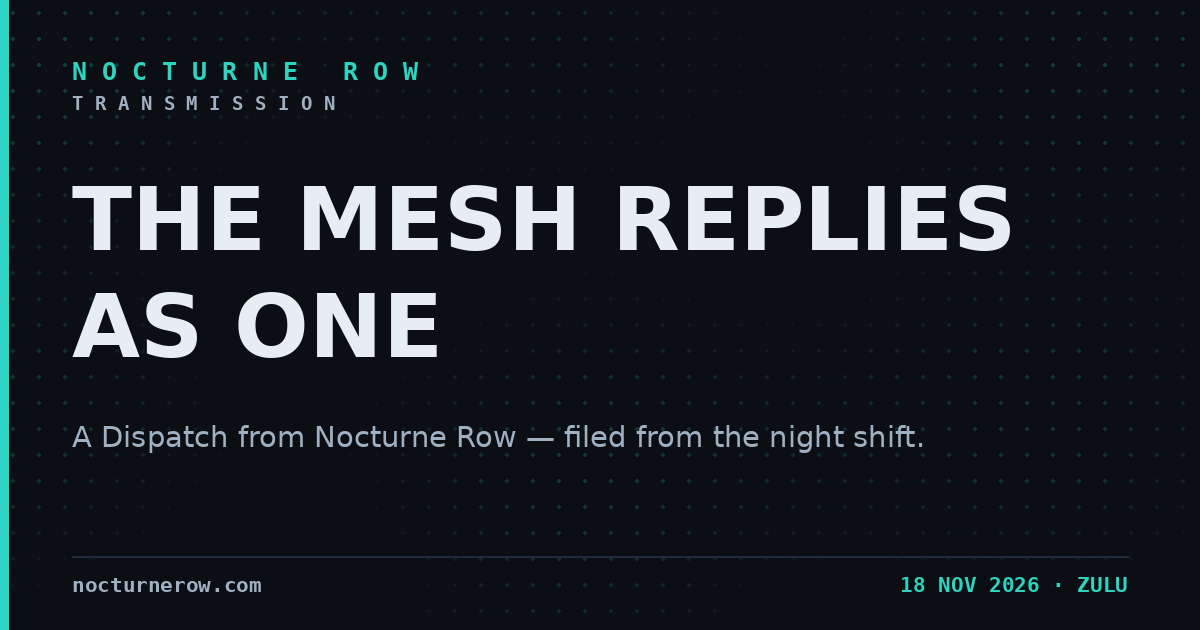 NOCTURNE ROW
TRANSMISSION
THE MESH REPLIES
AS ONE
A Dispatch from Nocturne Row — filed from the night shift.
nocturnerow.com
18 NOV 2026 · ZULU